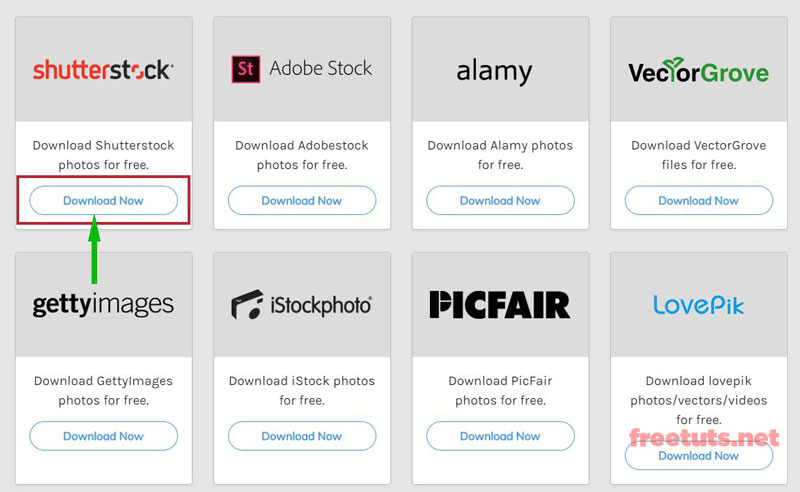 shutterstock
Adobe Stock
St
alamy
VectorGrove
Download Shutterstock
photos for free.
Download Now
Download Adobestock
photos for free.
Download Now
Download Alamy photos
for free.
Download Now
Download VectorGrove
files for free.
Download Now
gettyimages
iStockphoto
PICFAIR
LovePik
Download GettyImages
photos for free.
Download Now
Download iStock photos
for free.
Download Now
Download PicFair
photos for free.
Download Now
Download lovepik
photos/vectors/videos
for free.
freetuts.net
Download Now